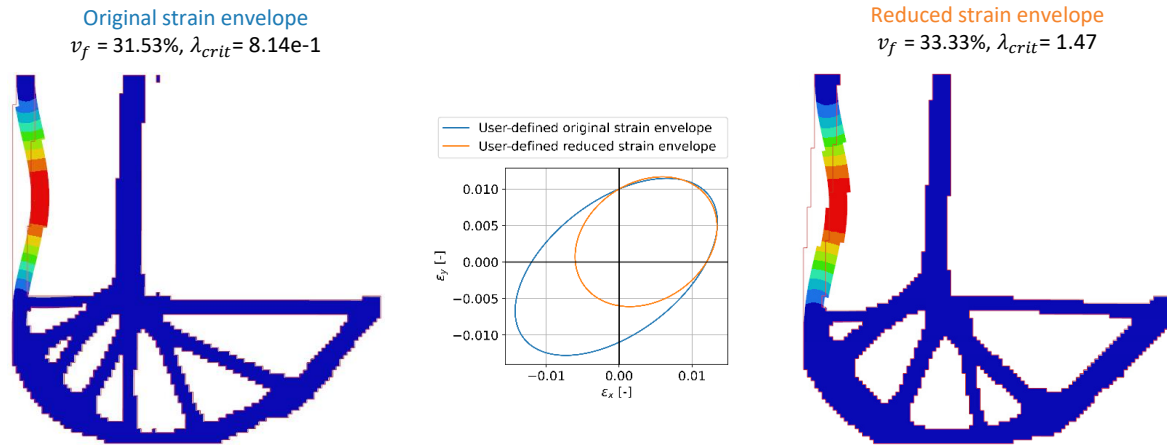 Original strain envelope
v_f = 31.53%, λ_crit = 8.14e-1
Reduced strain envelope
v_f = 33.33%, λ_crit = 1.47
User-defined original strain envelope
User-defined reduced strain envelope
0.010
0.005
0.000
−0.005
−0.010
ε_y [-]
−0.01
0.00
0.01
ε_x [-]